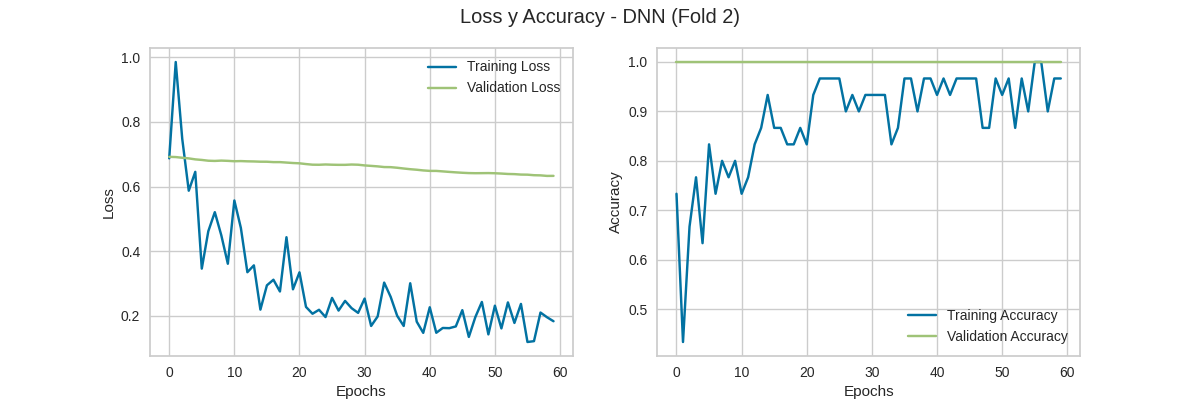 Loss y Accuracy - DNN (Fold 2)
1.0
0.8
0.6
0.4
0.2
Loss
Training Loss
Validation Loss
0 10 20 30 40 50 60
Epochs
1.0
0.9
0.8
0.7
0.6
0.5
Accuracy
Training Accuracy
Validation Accuracy
0 10 20 30 40 50 60
Epochs